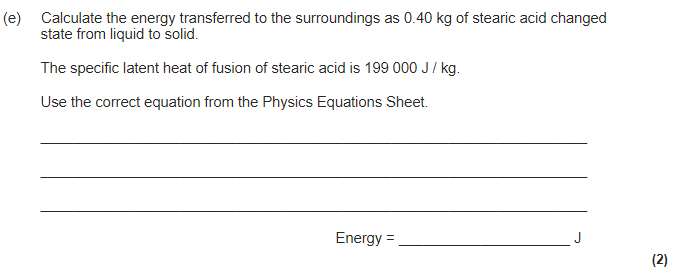 (e) Calculate the energy transferred to the surroundings as 0.40 kg of stearic acid changed
state from liquid to solid.
The specific latent heat of fusion of stearic acid is 199 000 J / kg.
Use the correct equation from the Physics Equations Sheet.
Energy = ____________________ J
(2)